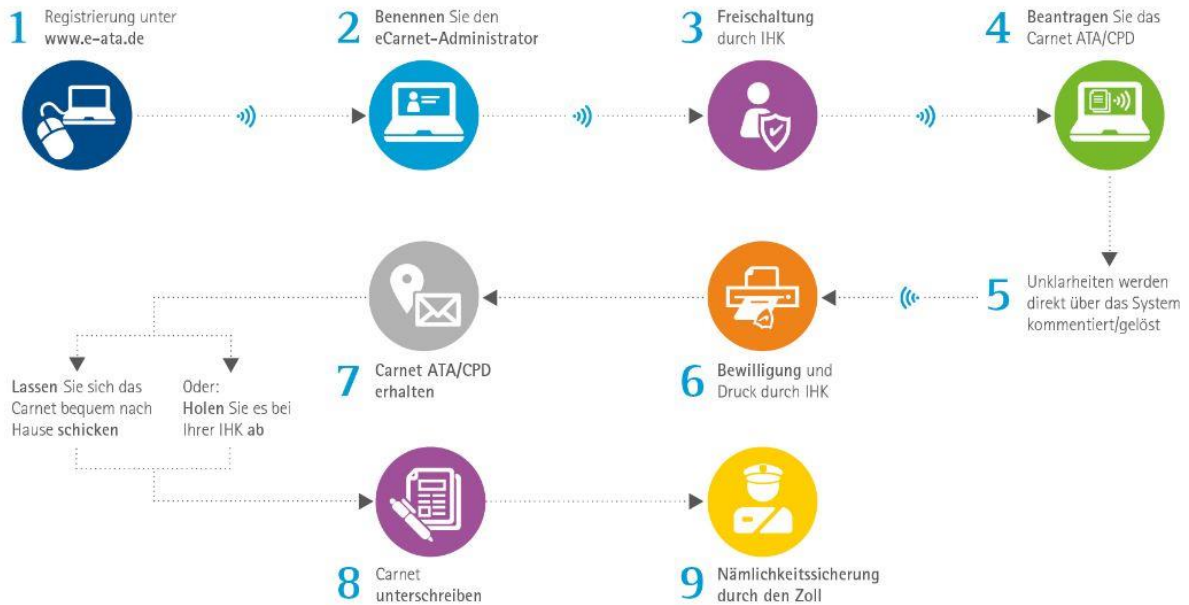 1 Registrierung unter
www.e-ata.de
2 Benennen Sie den
eCarnet-Administrator
3 Freischaltung
durch IHK
4 Beantragen Sie das
Carnet ATA/CPD
5 Unklarheiten werden
direkt über das System
kommentiert/gelöst
6 Bewilligung und
Druck durch IHK
7 Carnet ATA/CPD
erhalten
Lassen Sie sich das
Carnet bequem nach
Hause schicken
Oder:
Holen Sie es bei
Ihrer IHK ab
8 Carnet
unterschreiben
9 Nämlichkeitssicherung
durch den Zoll